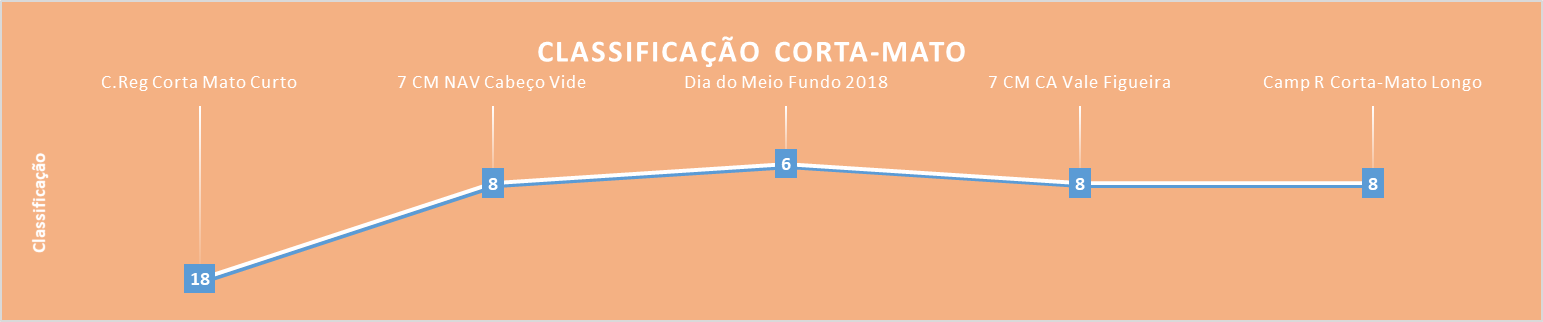 CLASSIFICAÇÃO CORTA-MATO
C.Reg Corta Mato Curto
7 CM NAV Cabeço Vide
Dia do Meio Fundo 2018
7 CM CA Vale Figueira
Camp R Corta-Mato Longo
Classificação
18
8
6
8
8